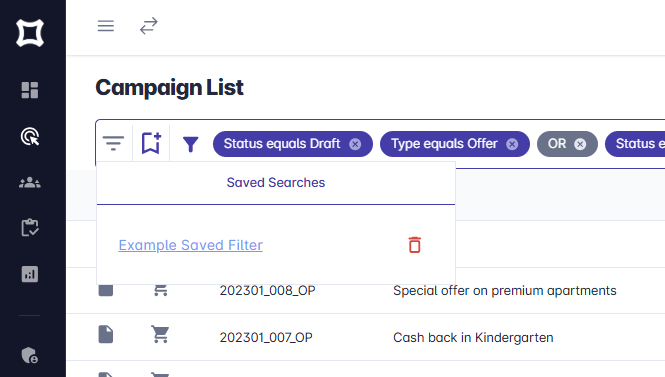 Campaign List
Status equals Draft
Type equals Offer
OR
Status e
Saved Searches
Example Saved Filter
202301_008_OP Special offer on premium apartments
202301_007_OP Cash back in Kindergarten